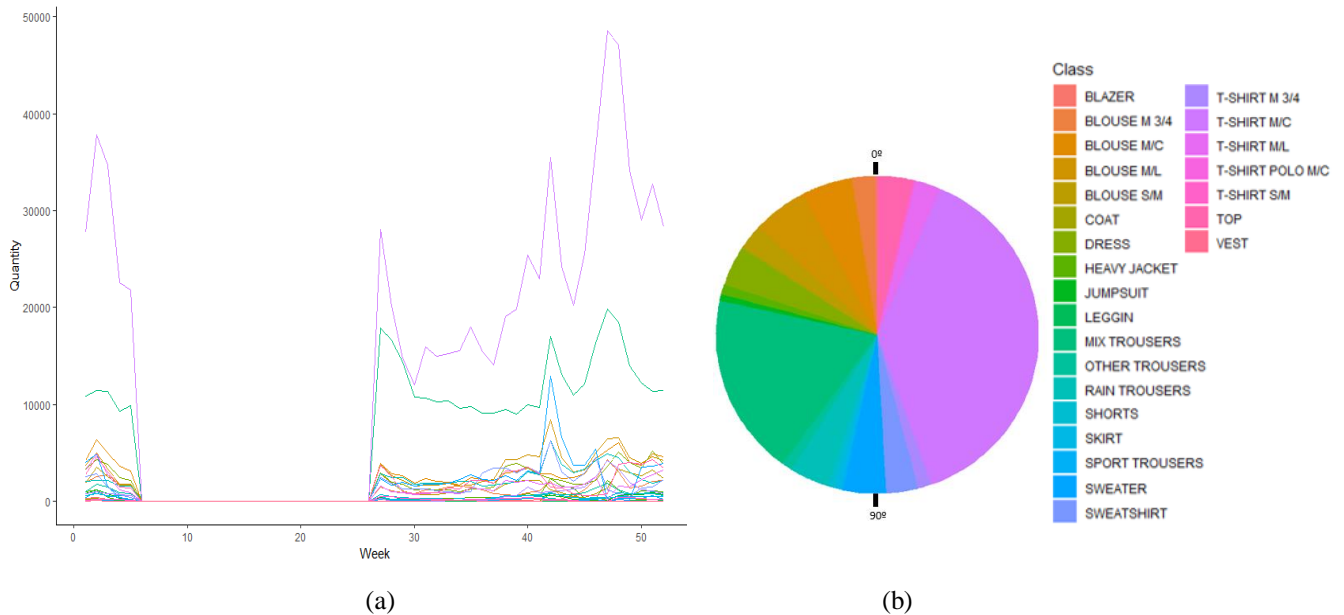 50000
40000
30000
20000
10000
0
Quantity
0 10 20 30 40 50
Week
(a)
0º
90º
(b)
Class
BLAZER
BLOUSE M 3/4
BLOUSE M/C
BLOUSE M/L
BLOUSE S/M
COAT
DRESS
HEAVY JACKET
JUMPSUIT
LEGGIN
MIX TROUSERS
OTHER TROUSERS
RAIN TROUSERS
SHORTS
SKIRT
SPORT TROUSERS
SWEATER
SWEATSHIRT
T-SHIRT M 3/4
T-SHIRT M/C
T-SHIRT M/L
T-SHIRT POLO M/C
T-SHIRT S/M
TOP
VEST